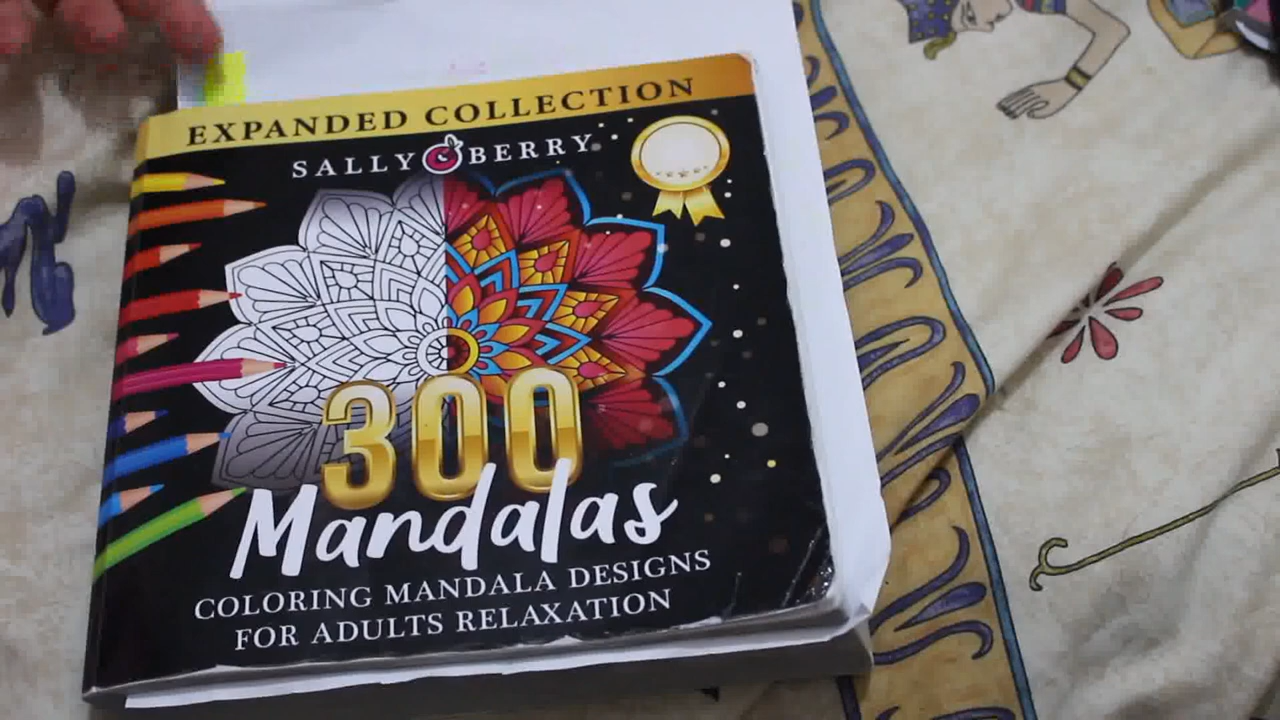 EXPANDED COLLECTION
SALLY BERRY
300
Mandalas
COLORING MANDALA DESIGNS
FOR ADULTS RELAXATION